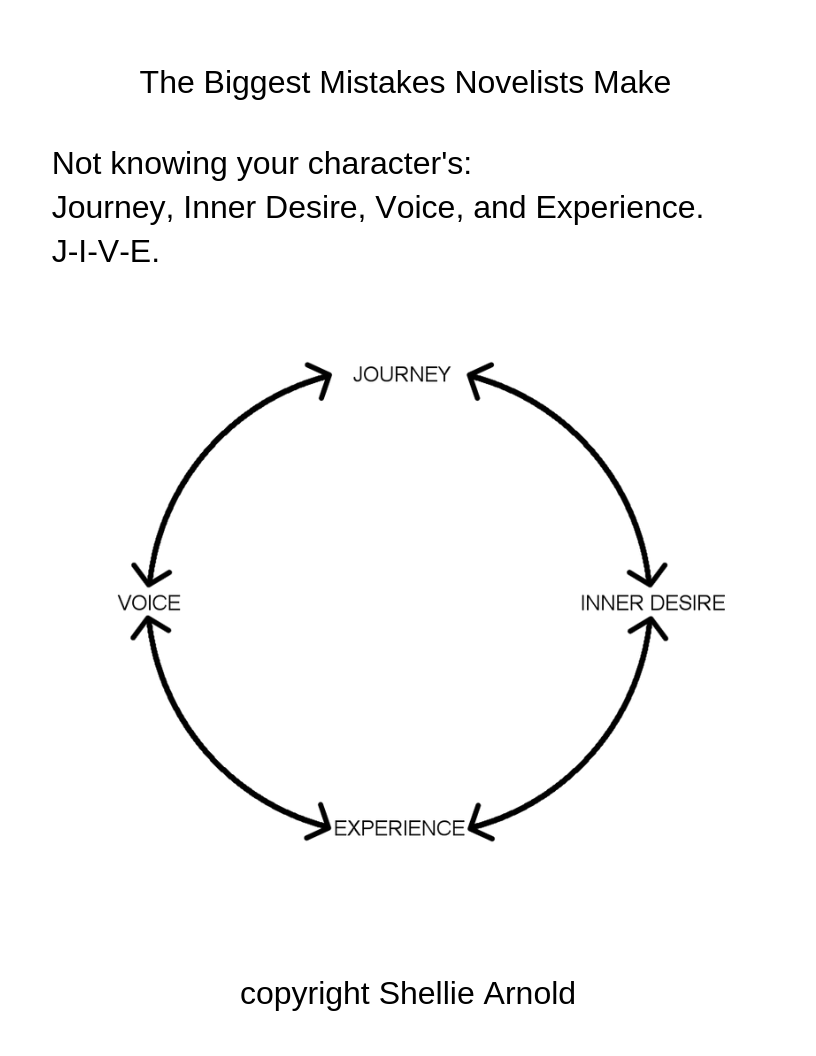 The Biggest Mistakes Novelists Make
Not knowing your character's:
Journey, Inner Desire, Voice, and Experience.
J-I-V-E.
JOURNEY
VOICE
INNER DESIRE
EXPERIENCE
copyright Shellie Arnold